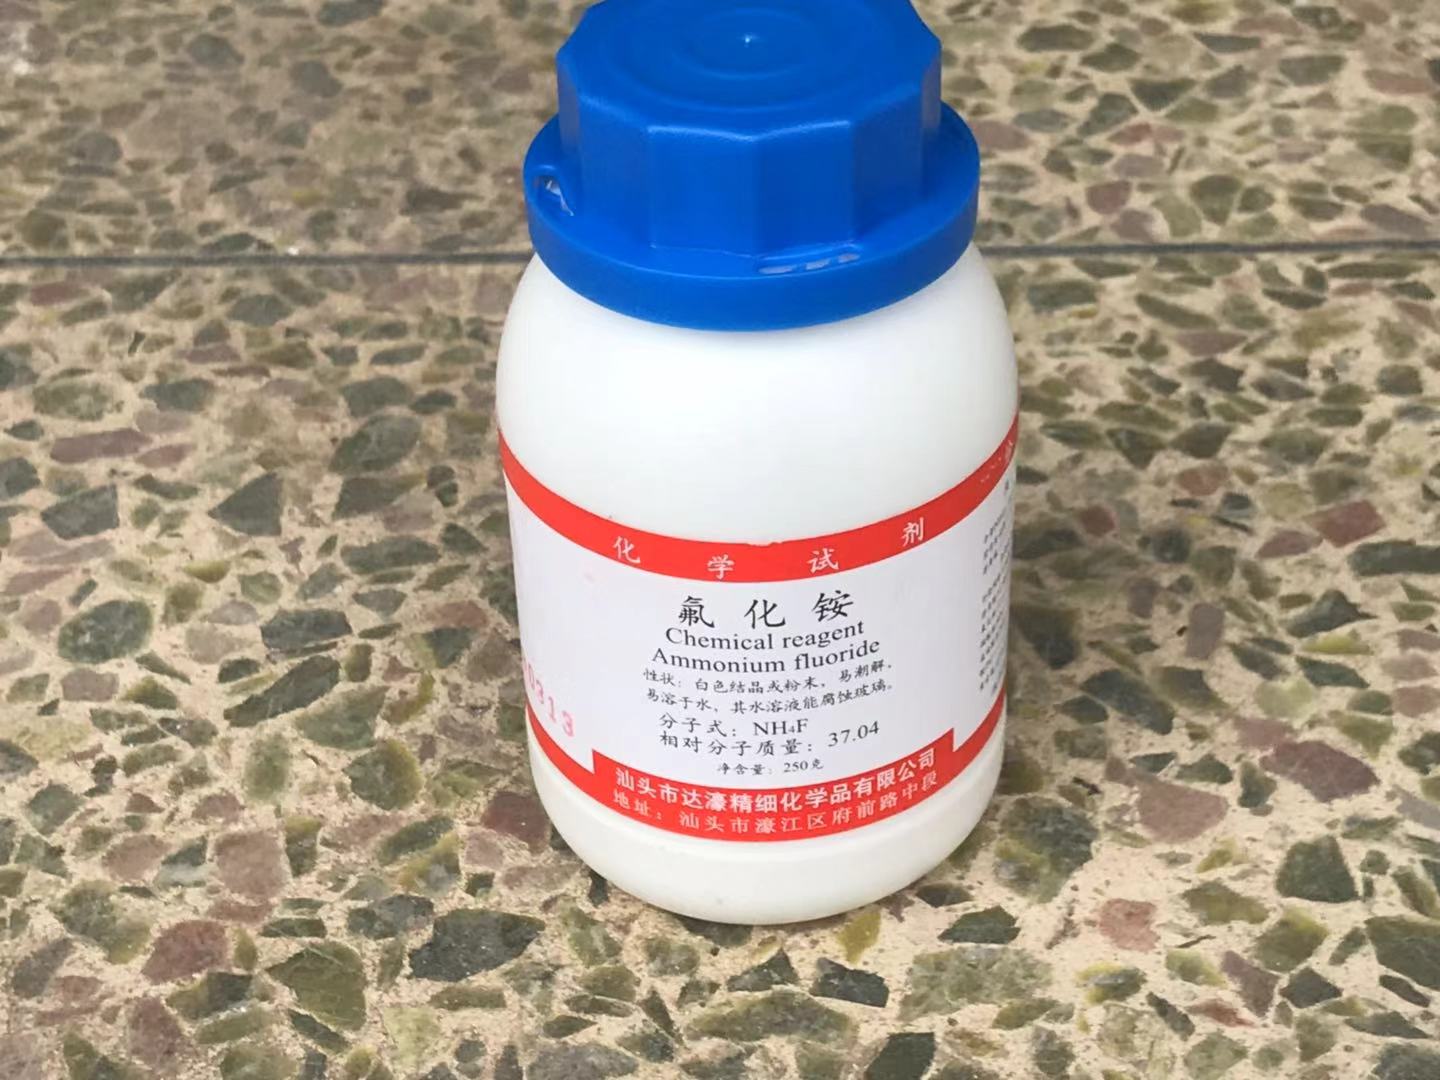 化学试剂
氟化铵
Chemical reagent
Ammonium fluoride
性状：白色结晶或粉末，易潮解，
易溶于水，其水溶液能腐蚀玻璃。
分子式：NH₄F
相对分子质量：37.04
净含量：250克
汕头市达濠精细化学品有限公司
地址：汕头市濠江区府前路中段
0313